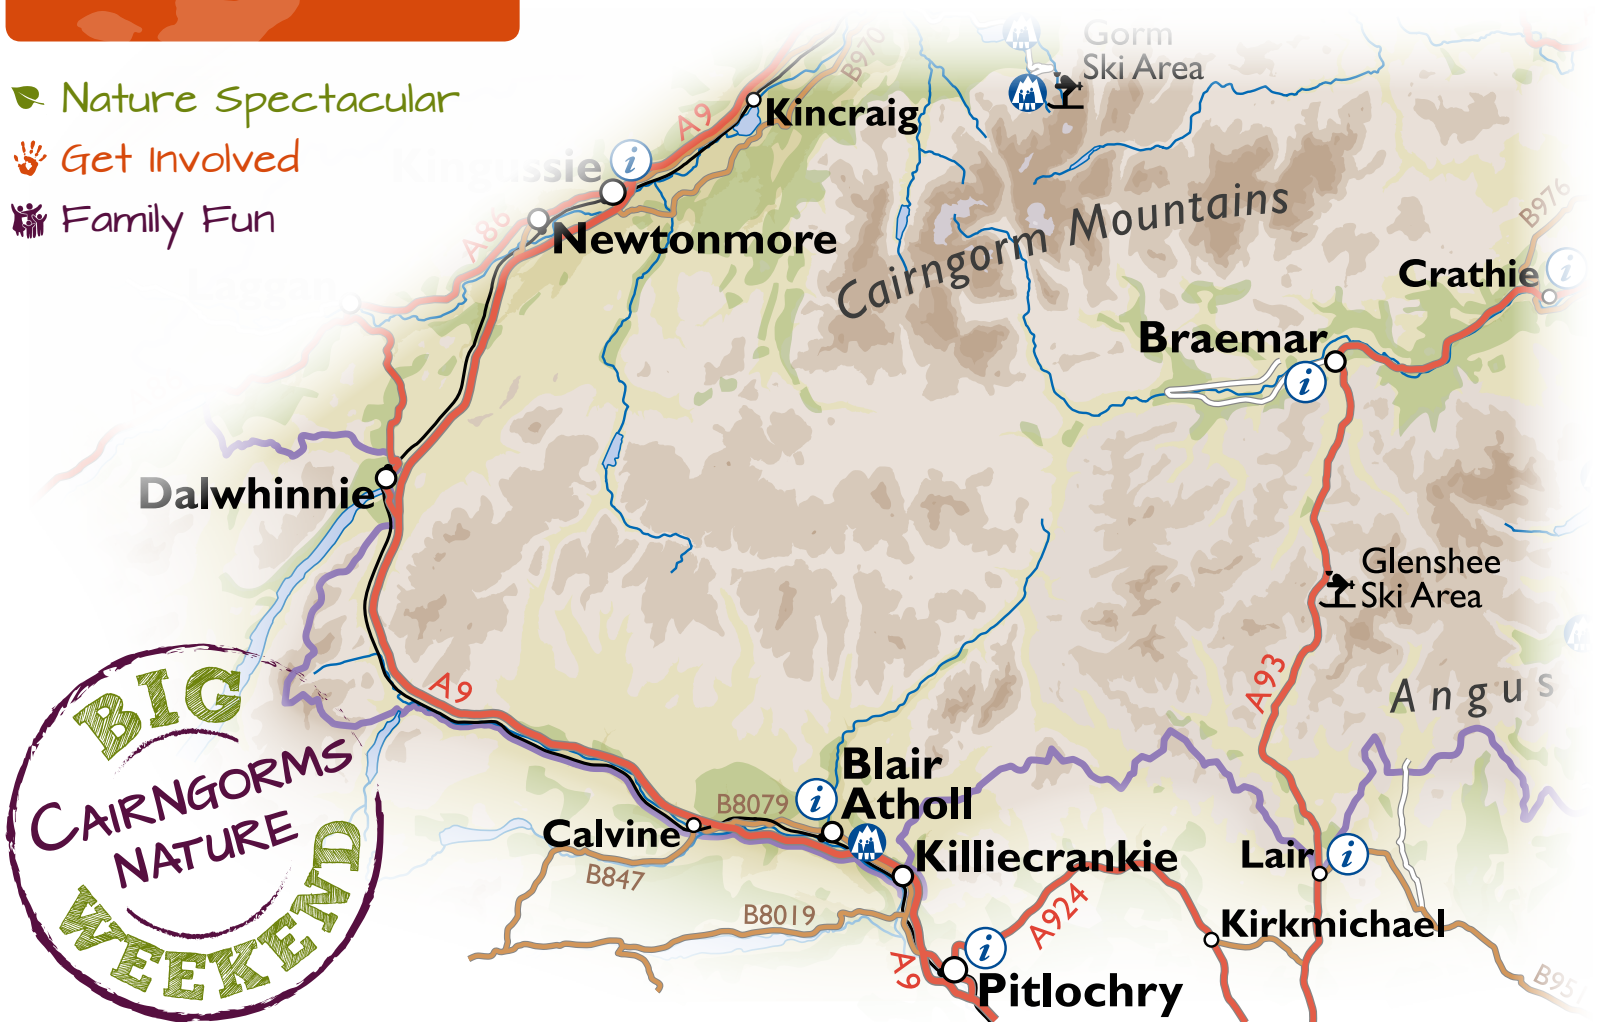 Gorm
Ski Area
B970
Nature Spectacular
A9
Kincraig
Get Involved
Kingussie
i
Family Fun
A86
Newtonmore
Cairngorm Mountains
B976
Crathie
i
Laggan
Braemar
i
Dalwhinnie
Glenshee
Ski Area
A93
Angus
A9
BIG
CAIRNGORMS
NATURE
WEEKEND
Blair
Atholl
i
B8079
Calvine
Killiecrankie
Lair
i
B847
B8019
A924
Kirkmichael
i
A9
Pitlochry
B951